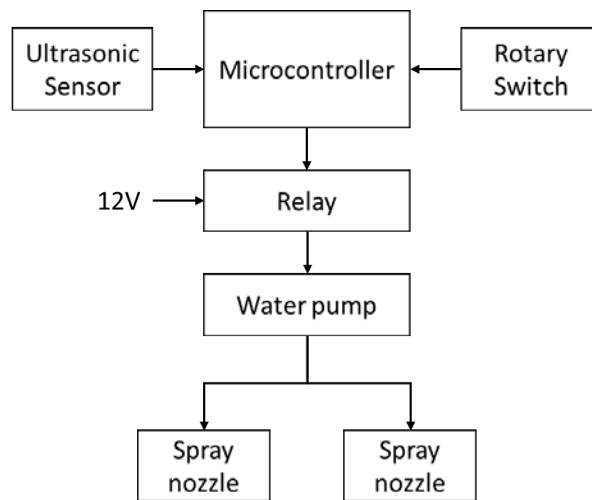 Ultrasonic
Sensor
Microcontroller
Rotary
Switch
12V
Relay
Water pump
Spray
nozzle
Spray
nozzle